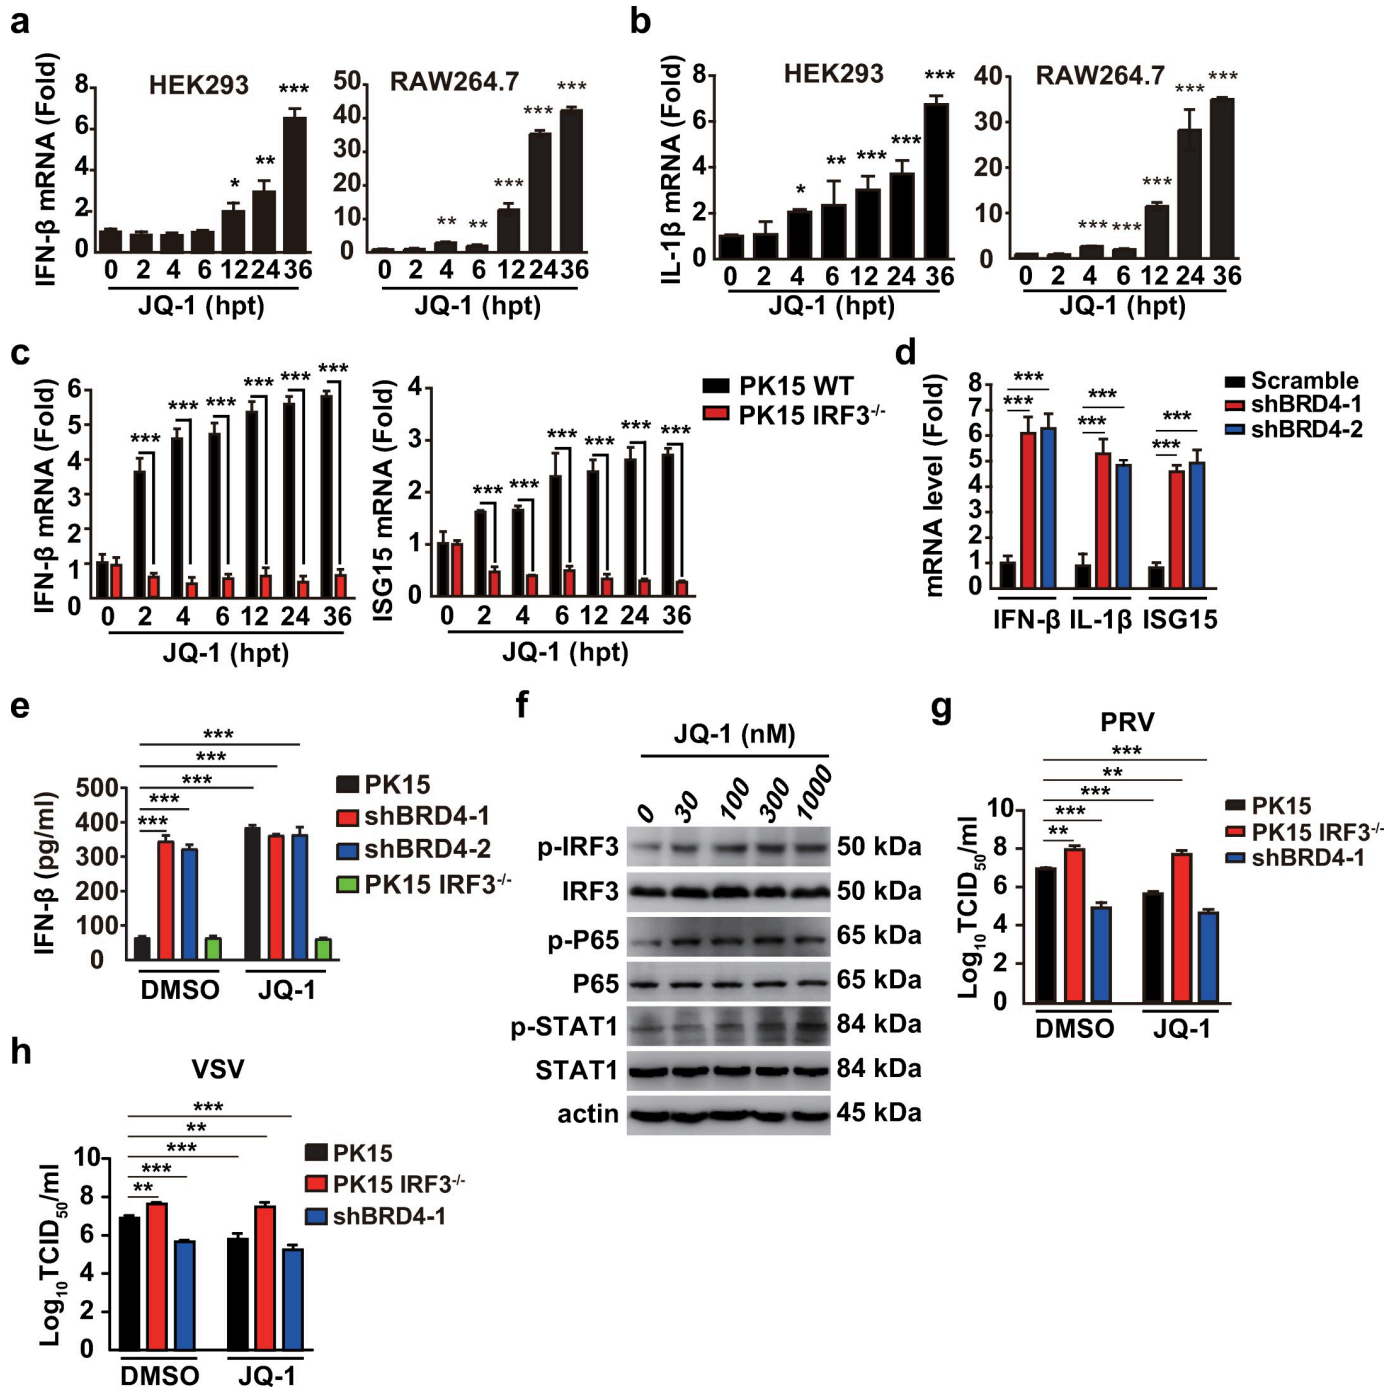 a
HEK293
IFN-β mRNA (Fold)
8
6
4
2
0
* ** ***
0 2 4 6 12 24 36
JQ-1 (hpt)
RAW264.7
50
40
30
20
10
0
** ** *** *** ***
0 2 4 6 12 24 36
JQ-1 (hpt)
b
HEK293
IL-1β mRNA (Fold)
8
6
4
2
0
* ** *** *** ***
0 2 4 6 12 24 36
JQ-1 (hpt)
RAW264.7
40
30
20
10
0
*** *** *** *** ***
0 2 4 6 12 24 36
JQ-1 (hpt)
c
IFN-β mRNA (Fold)
6
5
4
3
2
1
0
*** *** *** *** *** ***
0 2 4 6 12 24 36
JQ-1 (hpt)
ISG15 mRNA (Fold)
4
3
2
1
0
*** *** *** *** *** ***
0 2 4 6 12 24 36
JQ-1 (hpt)
PK15 WT
PK15 IRF3-/-
d
mRNA level (Fold)
8
7
6
5
4
3
2
1
0
*** *** ***
*** *** ***
IFN-β IL-1β ISG15
Scramble
shBRD4-1
shBRD4-2
e
IFN-β (pg/ml)
500
400
300
200
100
0
***
***
***
***
***
DMSO JQ-1
PK15
shBRD4-1
shBRD4-2
PK15 IRF3-/-
f
JQ-1 (nM)
0 30 100 300 1000
p-IRF3 50 kDa
IRF3 50 kDa
p-P65 65 kDa
P65 65 kDa
p-STAT1 84 kDa
STAT1 84 kDa
actin 45 kDa
g
PRV
Log10TCID50/ml
10
8
6
4
2
0
***
**
***
***
**
DMSO JQ-1
PK15
PK15 IRF3-/-
shBRD4-1
h
VSV
Log10TCID50/ml
10
8
6
4
2
0
***
**
***
***
**
DMSO JQ-1
PK15
PK15 IRF3-/-
shBRD4-1